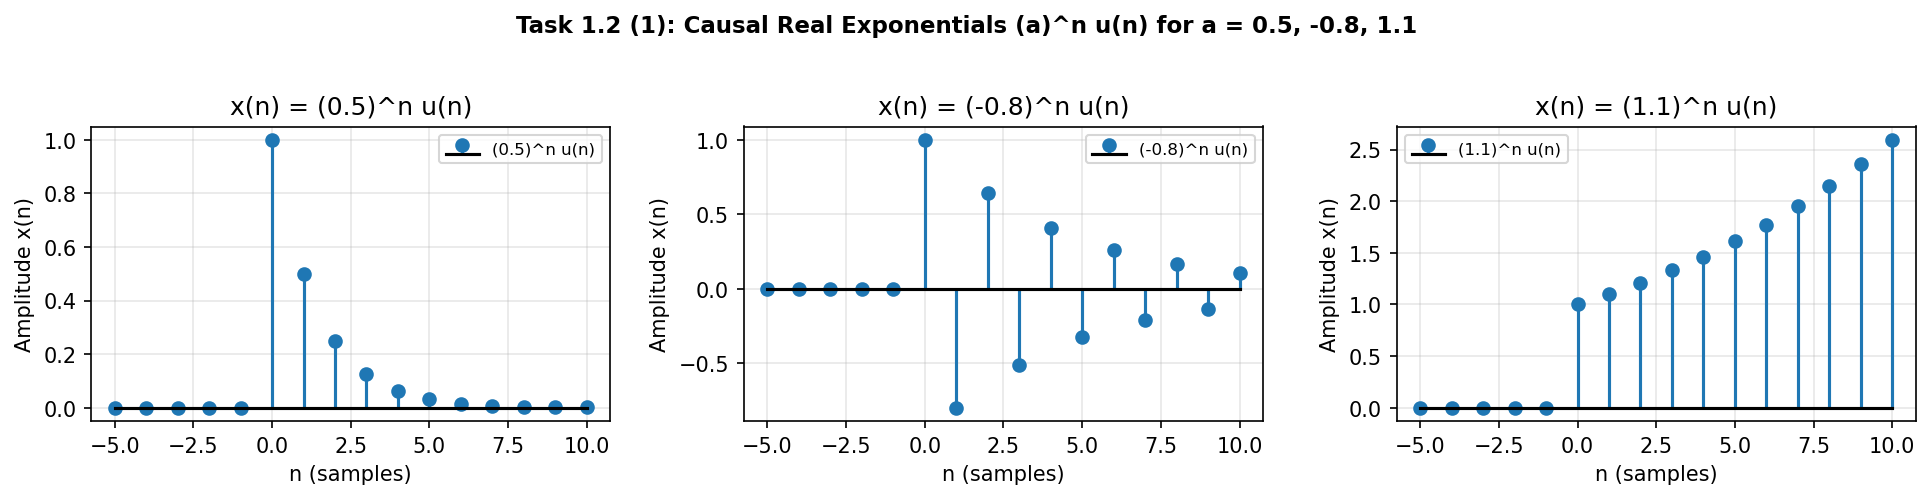 Task 1.2 (1): Causal Real Exponentials (a)^n u(n) for a = 0.5, -0.8, 1.1
x(n) = (0.5)^n u(n)
(0.5)^n u(n)
Amplitude x(n)
1.0
0.8
0.6
0.4
0.2
0.0
−5.0 −2.5 0.0 2.5 5.0 7.5 10.0
n (samples)
x(n) = (-0.8)^n u(n)
(-0.8)^n u(n)
Amplitude x(n)
1.0
0.5
0.0
−0.5
−5.0 −2.5 0.0 2.5 5.0 7.5 10.0
n (samples)
x(n) = (1.1)^n u(n)
(1.1)^n u(n)
Amplitude x(n)
2.5
2.0
1.5
1.0
0.5
0.0
−5.0 −2.5 0.0 2.5 5.0 7.5 10.0
n (samples)